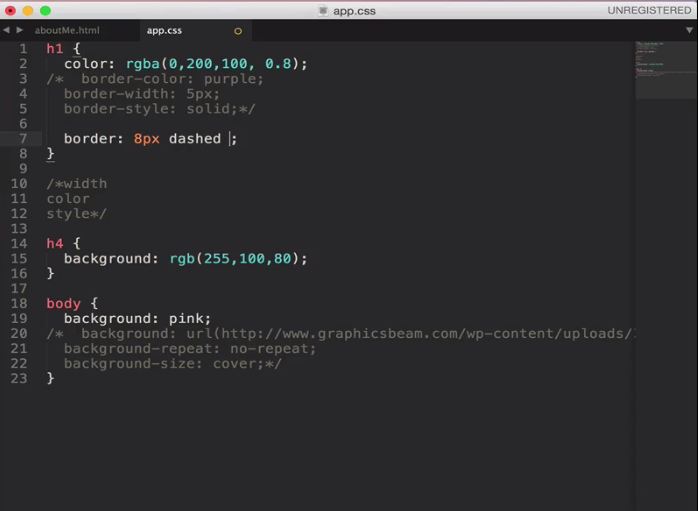 app.css
UNREGISTERED
aboutMe.html
app.css
1 h1 {
2 color: rgba(0,200,100, 0.8);
3 /* border-color: purple;
4 border-width: 5px;
5 border-style: solid;*/
6
7 border: 8px dashed ;
8 }
9
10 /*width
11 color
12 style*/
13
14 h4 {
15 background: rgb(255,100,80);
16 }
17
18 body {
19 background: pink;
20 /* background: url(http://www.graphicsbeam.com/wp-content/uploads/
21 background-repeat: no-repeat;
22 background-size: cover;*/
23 }